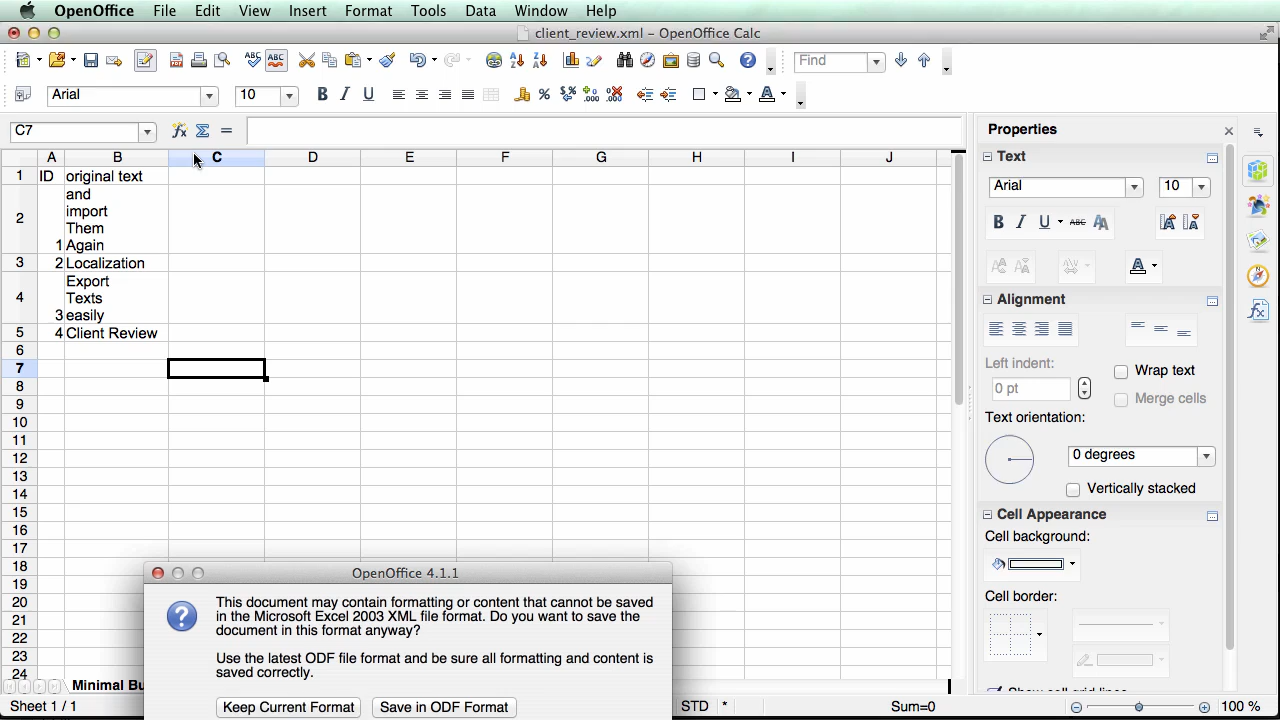 OpenOffice File Edit View Insert Format Tools Data Window Help
client_review.xml - OpenOffice Calc
Find
Arial 10
C7
A B C D E F G H I J
1 ID original text
2 1 and
import
Them
Again
3 2 Localization
4 3 Export
Texts
easily
5 4 Client Review
6
7
8
9
10
11
12
13
14
15
16
17
18
19
20
21
22
23
24
Properties
Text
Arial 10
Alignment
Left indent:
0 pt
Wrap text
Merge cells
Text orientation:
0 degrees
Vertically stacked
Cell Appearance
Cell background:
Cell border:
Show cell grid lines
OpenOffice 4.1.1
This document may contain formatting or content that cannot be saved
in the Microsoft Excel 2003 XML file format. Do you want to save the
document in this format anyway?
Use the latest ODF file format and be sure all formatting and content is
saved correctly.
Keep Current Format Save in ODF Format
Minimal Bu
Sheet 1 / 1 STD * Sum=0 100 %